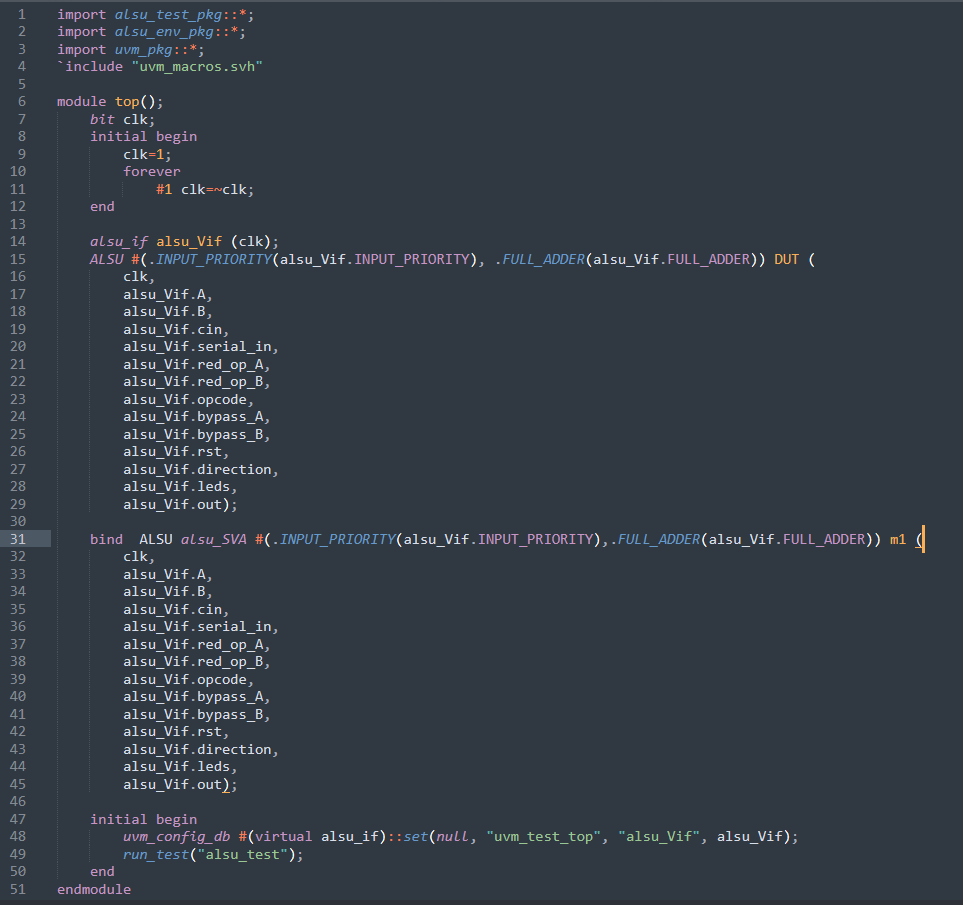 1 import alsu_test_pkg::*;
2 import alsu_env_pkg::*;
3 import uvm_pkg::*;
4 `include "uvm_macros.svh"
5
6 module top();
7 bit clk;
8 initial begin
9 clk=1;
10 forever
11 #1 clk=~clk;
12 end
13
14 alsu_if alsu_Vif (clk);
15 ALSU #(.INPUT_PRIORITY(alsu_Vif.INPUT_PRIORITY), .FULL_ADDER(alsu_Vif.FULL_ADDER)) DUT (
16 clk,
17 alsu_Vif.A,
18 alsu_Vif.B,
19 alsu_Vif.cin,
20 alsu_Vif.serial_in,
21 alsu_Vif.red_op_A,
22 alsu_Vif.red_op_B,
23 alsu_Vif.opcode,
24 alsu_Vif.bypass_A,
25 alsu_Vif.bypass_B,
26 alsu_Vif.rst,
27 alsu_Vif.direction,
28 alsu_Vif.leds,
29 alsu_Vif.out);
30
31 bind  ALSU alsu_SVA #(.INPUT_PRIORITY(alsu_Vif.INPUT_PRIORITY),.FULL_ADDER(alsu_Vif.FULL_ADDER)) m1 (
32 clk,
33 alsu_Vif.A,
34 alsu_Vif.B,
35 alsu_Vif.cin,
36 alsu_Vif.serial_in,
37 alsu_Vif.red_op_A,
38 alsu_Vif.red_op_B,
39 alsu_Vif.opcode,
40 alsu_Vif.bypass_A,
41 alsu_Vif.bypass_B,
42 alsu_Vif.rst,
43 alsu_Vif.direction,
44 alsu_Vif.leds,
45 alsu_Vif.out);
46
47 initial begin
48 uvm_config_db #(virtual alsu_if)::set(null, "uvm_test_top", "alsu_Vif", alsu_Vif);
49 run_test("alsu_test");
50 end
51 endmodule